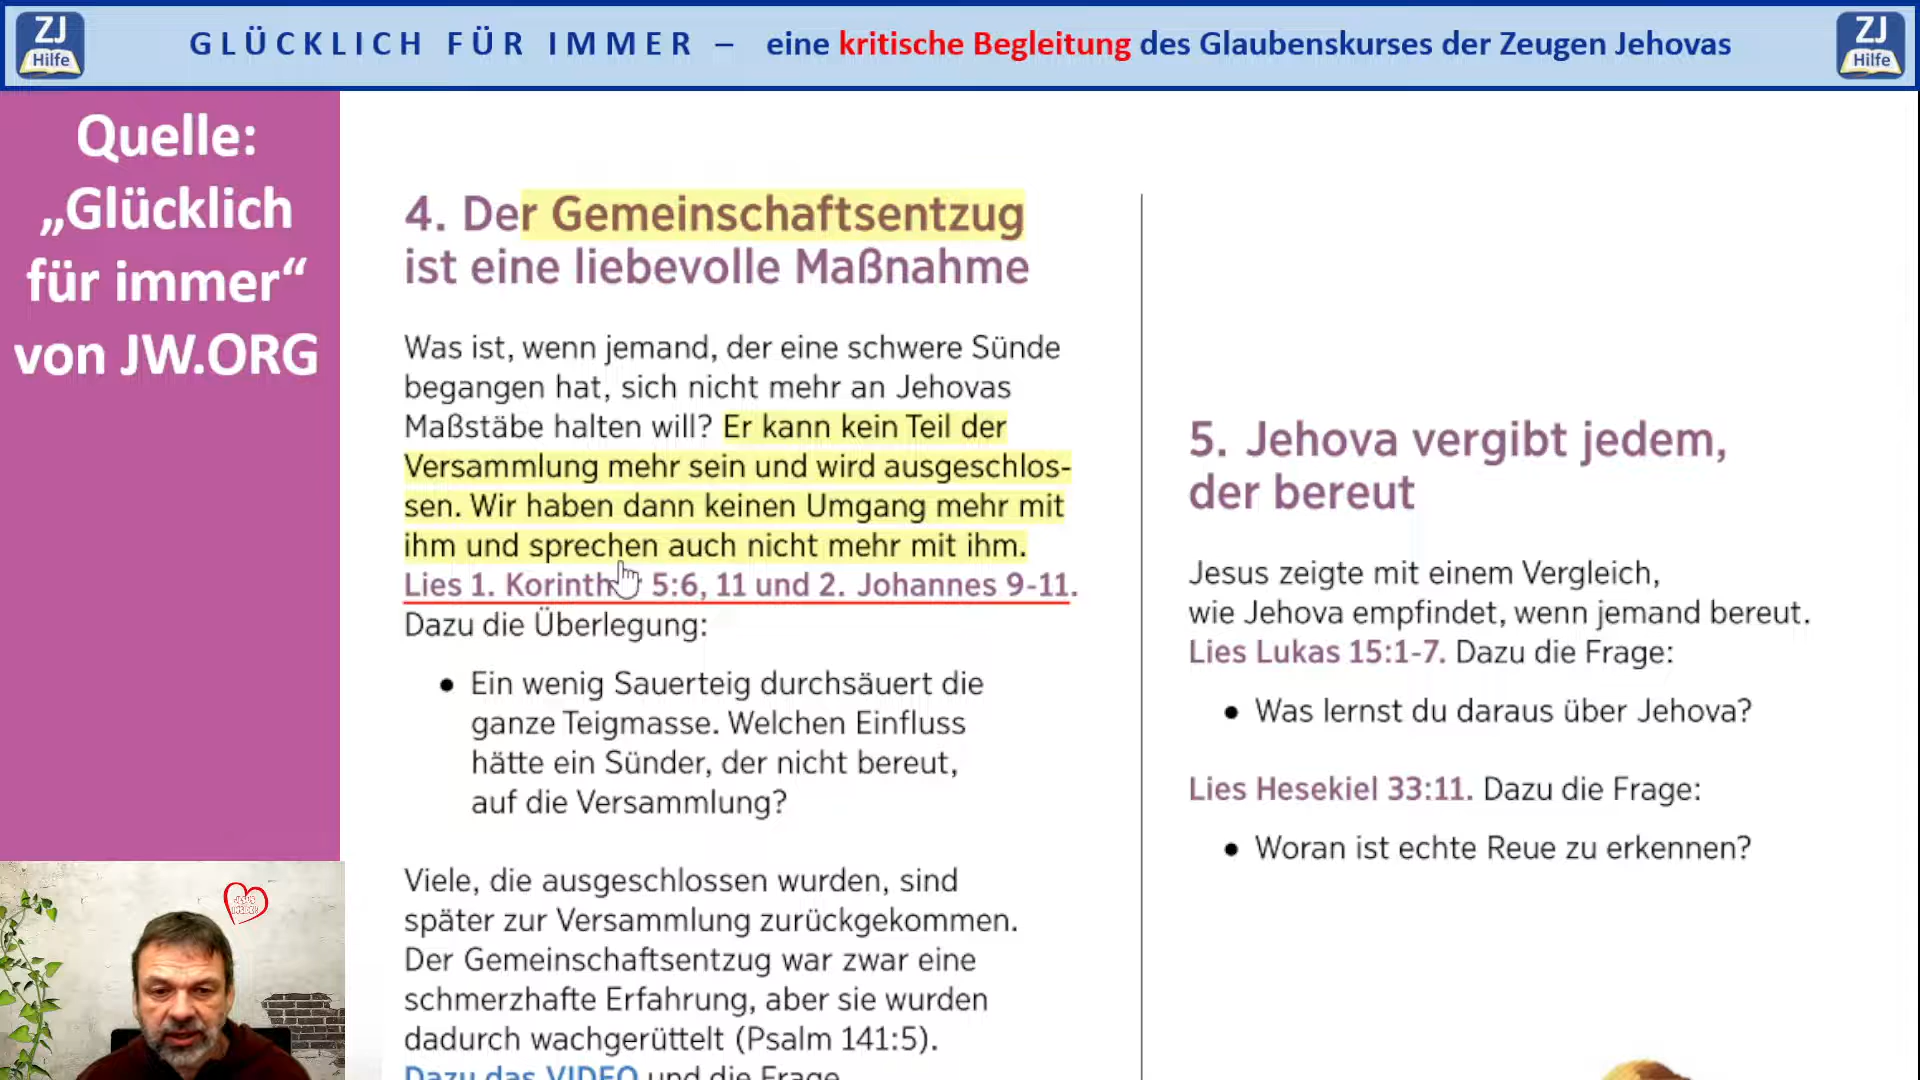 ZJ
Hilfe
GLÜCKLICH FÜR IMMER – eine kritische Begleitung des Glaubenskurses der Zeugen Jehovas
ZJ
Hilfe
Quelle:
„Glücklich
für immer“
von JW.ORG
4. Der Gemeinschaftsentzug
ist eine liebevolle Maßnahme
Was ist, wenn jemand, der eine schwere Sünde
begangen hat, sich nicht mehr an Jehovas
Maßstäbe halten will? Er kann kein Teil der
Versammlung mehr sein und wird ausgeschlos-
sen. Wir haben dann keinen Umgang mehr mit
ihm und sprechen auch nicht mehr mit ihm.
Lies 1. Korinth 5:6, 11 und 2. Johannes 9-11.
Dazu die Überlegung:
• Ein wenig Sauerteig durchsäuert die
ganze Teigmasse. Welchen Einfluss
hätte ein Sünder, der nicht bereut,
auf die Versammlung?
Viele, die ausgeschlossen wurden, sind
später zur Versammlung zurückgekommen.
Der Gemeinschaftsentzug war zwar eine
schmerzhafte Erfahrung, aber sie wurden
dadurch wachgerüttelt (Psalm 141:5).
Dazu das VIDEO und die Frage
5. Jehova vergibt jedem,
der bereut
Jesus zeigte mit einem Vergleich,
wie Jehova empfindet, wenn jemand bereut.
Lies Lukas 15:1-7. Dazu die Frage:
• Was lernst du daraus über Jehova?
Lies Hesekiel 33:11. Dazu die Frage:
• Woran ist echte Reue zu erkennen?